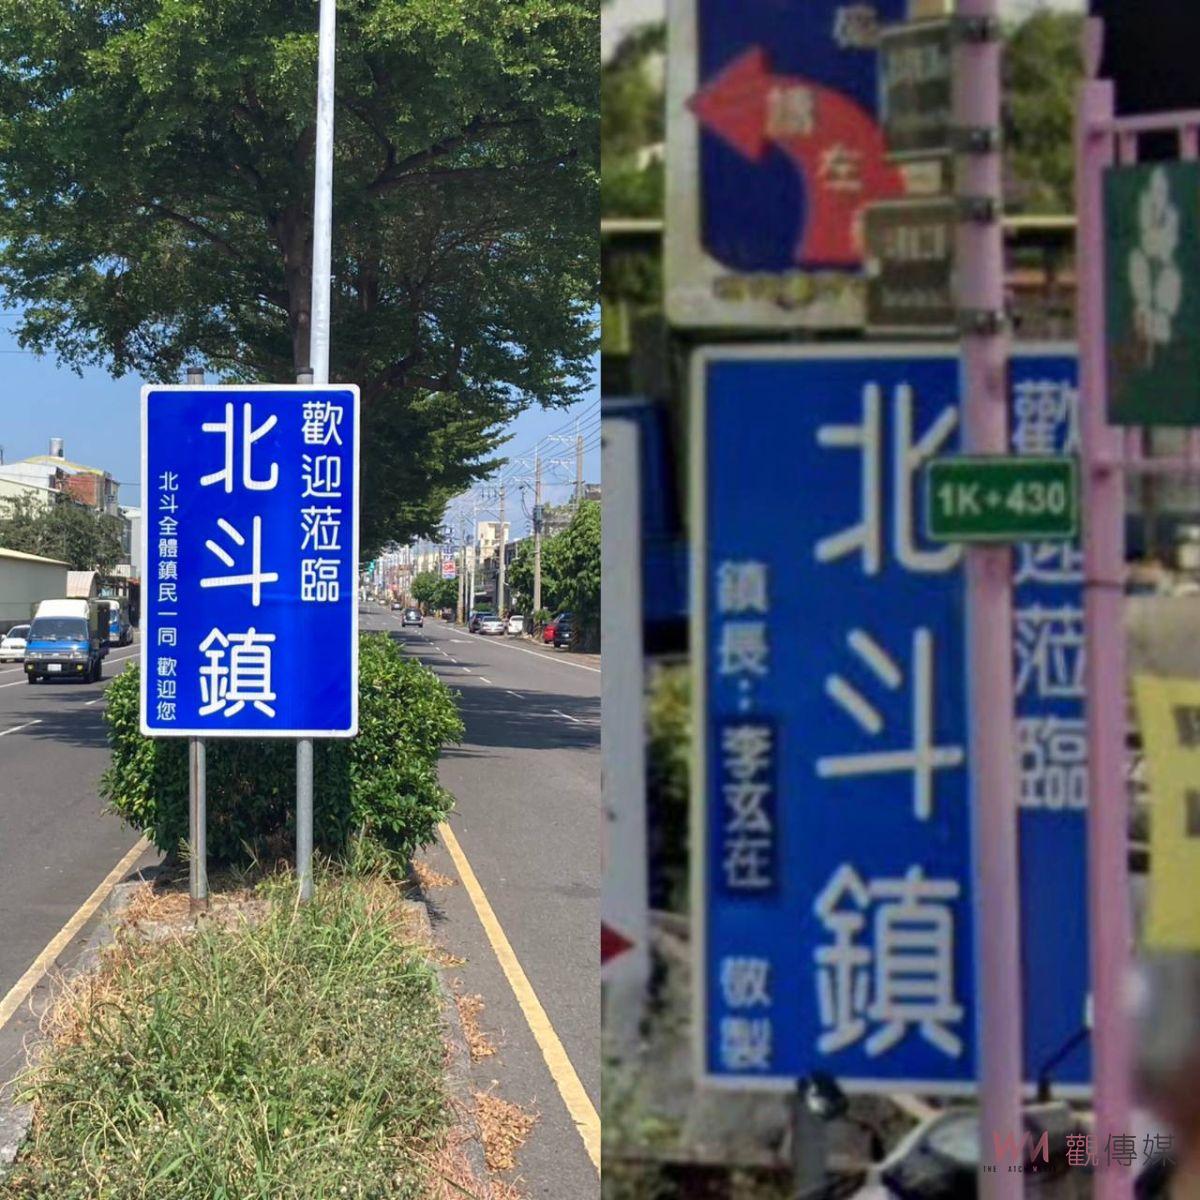 歡迎蒞臨
北斗鎮
北斗全體鎮民一同 歡迎您
左
轉
歡迎蒞臨
北斗鎮
鎮長：李玄在 敬製
1K+430
WM 觀傳媒